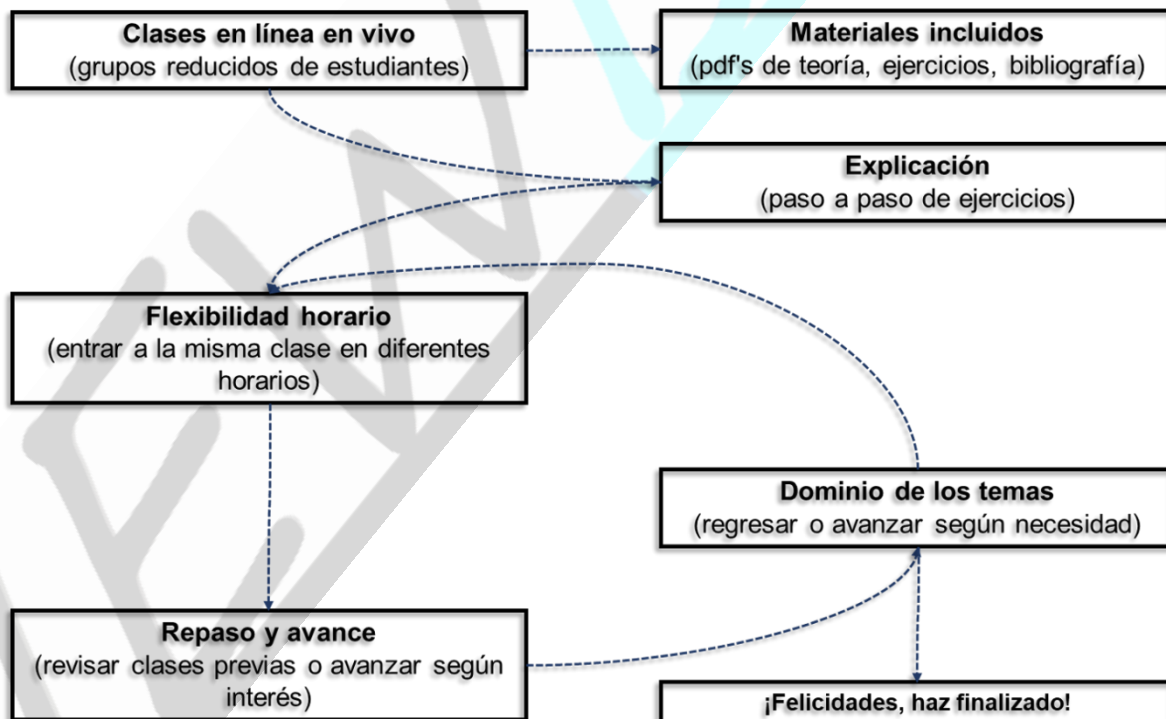 Clases en línea en vivo
(grupos reducidos de estudiantes)
Materiales incluidos
(pdf's de teoría, ejercicios, bibliografía)
Explicación
(paso a paso de ejercicios)
Flexibilidad horario
(entrar a la misma clase en diferentes
horarios)
Dominio de los temas
(regresar o avanzar según necesidad)
Repaso y avance
(revisar clases previas o avanzar según
interés)
¡Felicidades, haz finalizado!